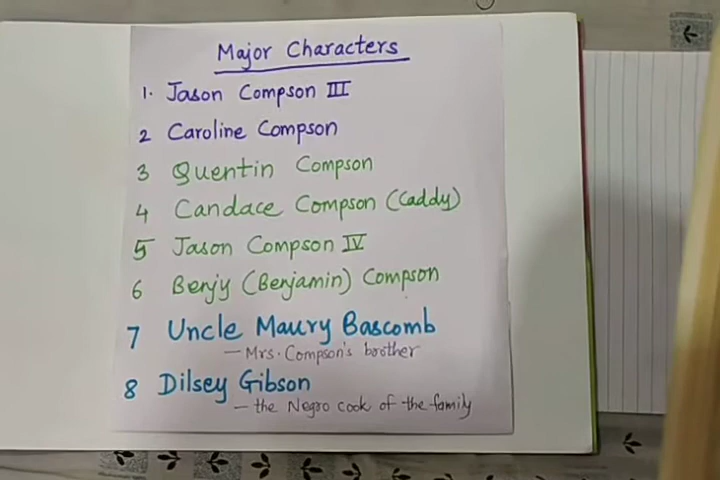 Major Characters
1. Jason Compson III
2 Caroline Compson
3 Quentin Compson
4 Candace Compson (Caddy)
5 Jason Compson IV
6 Benjy (Benjamin) Compson
7 Uncle Maury Bascomb
— Mrs. Compson's brother
8 Dilsey Gibson
— the Negro cook of the family